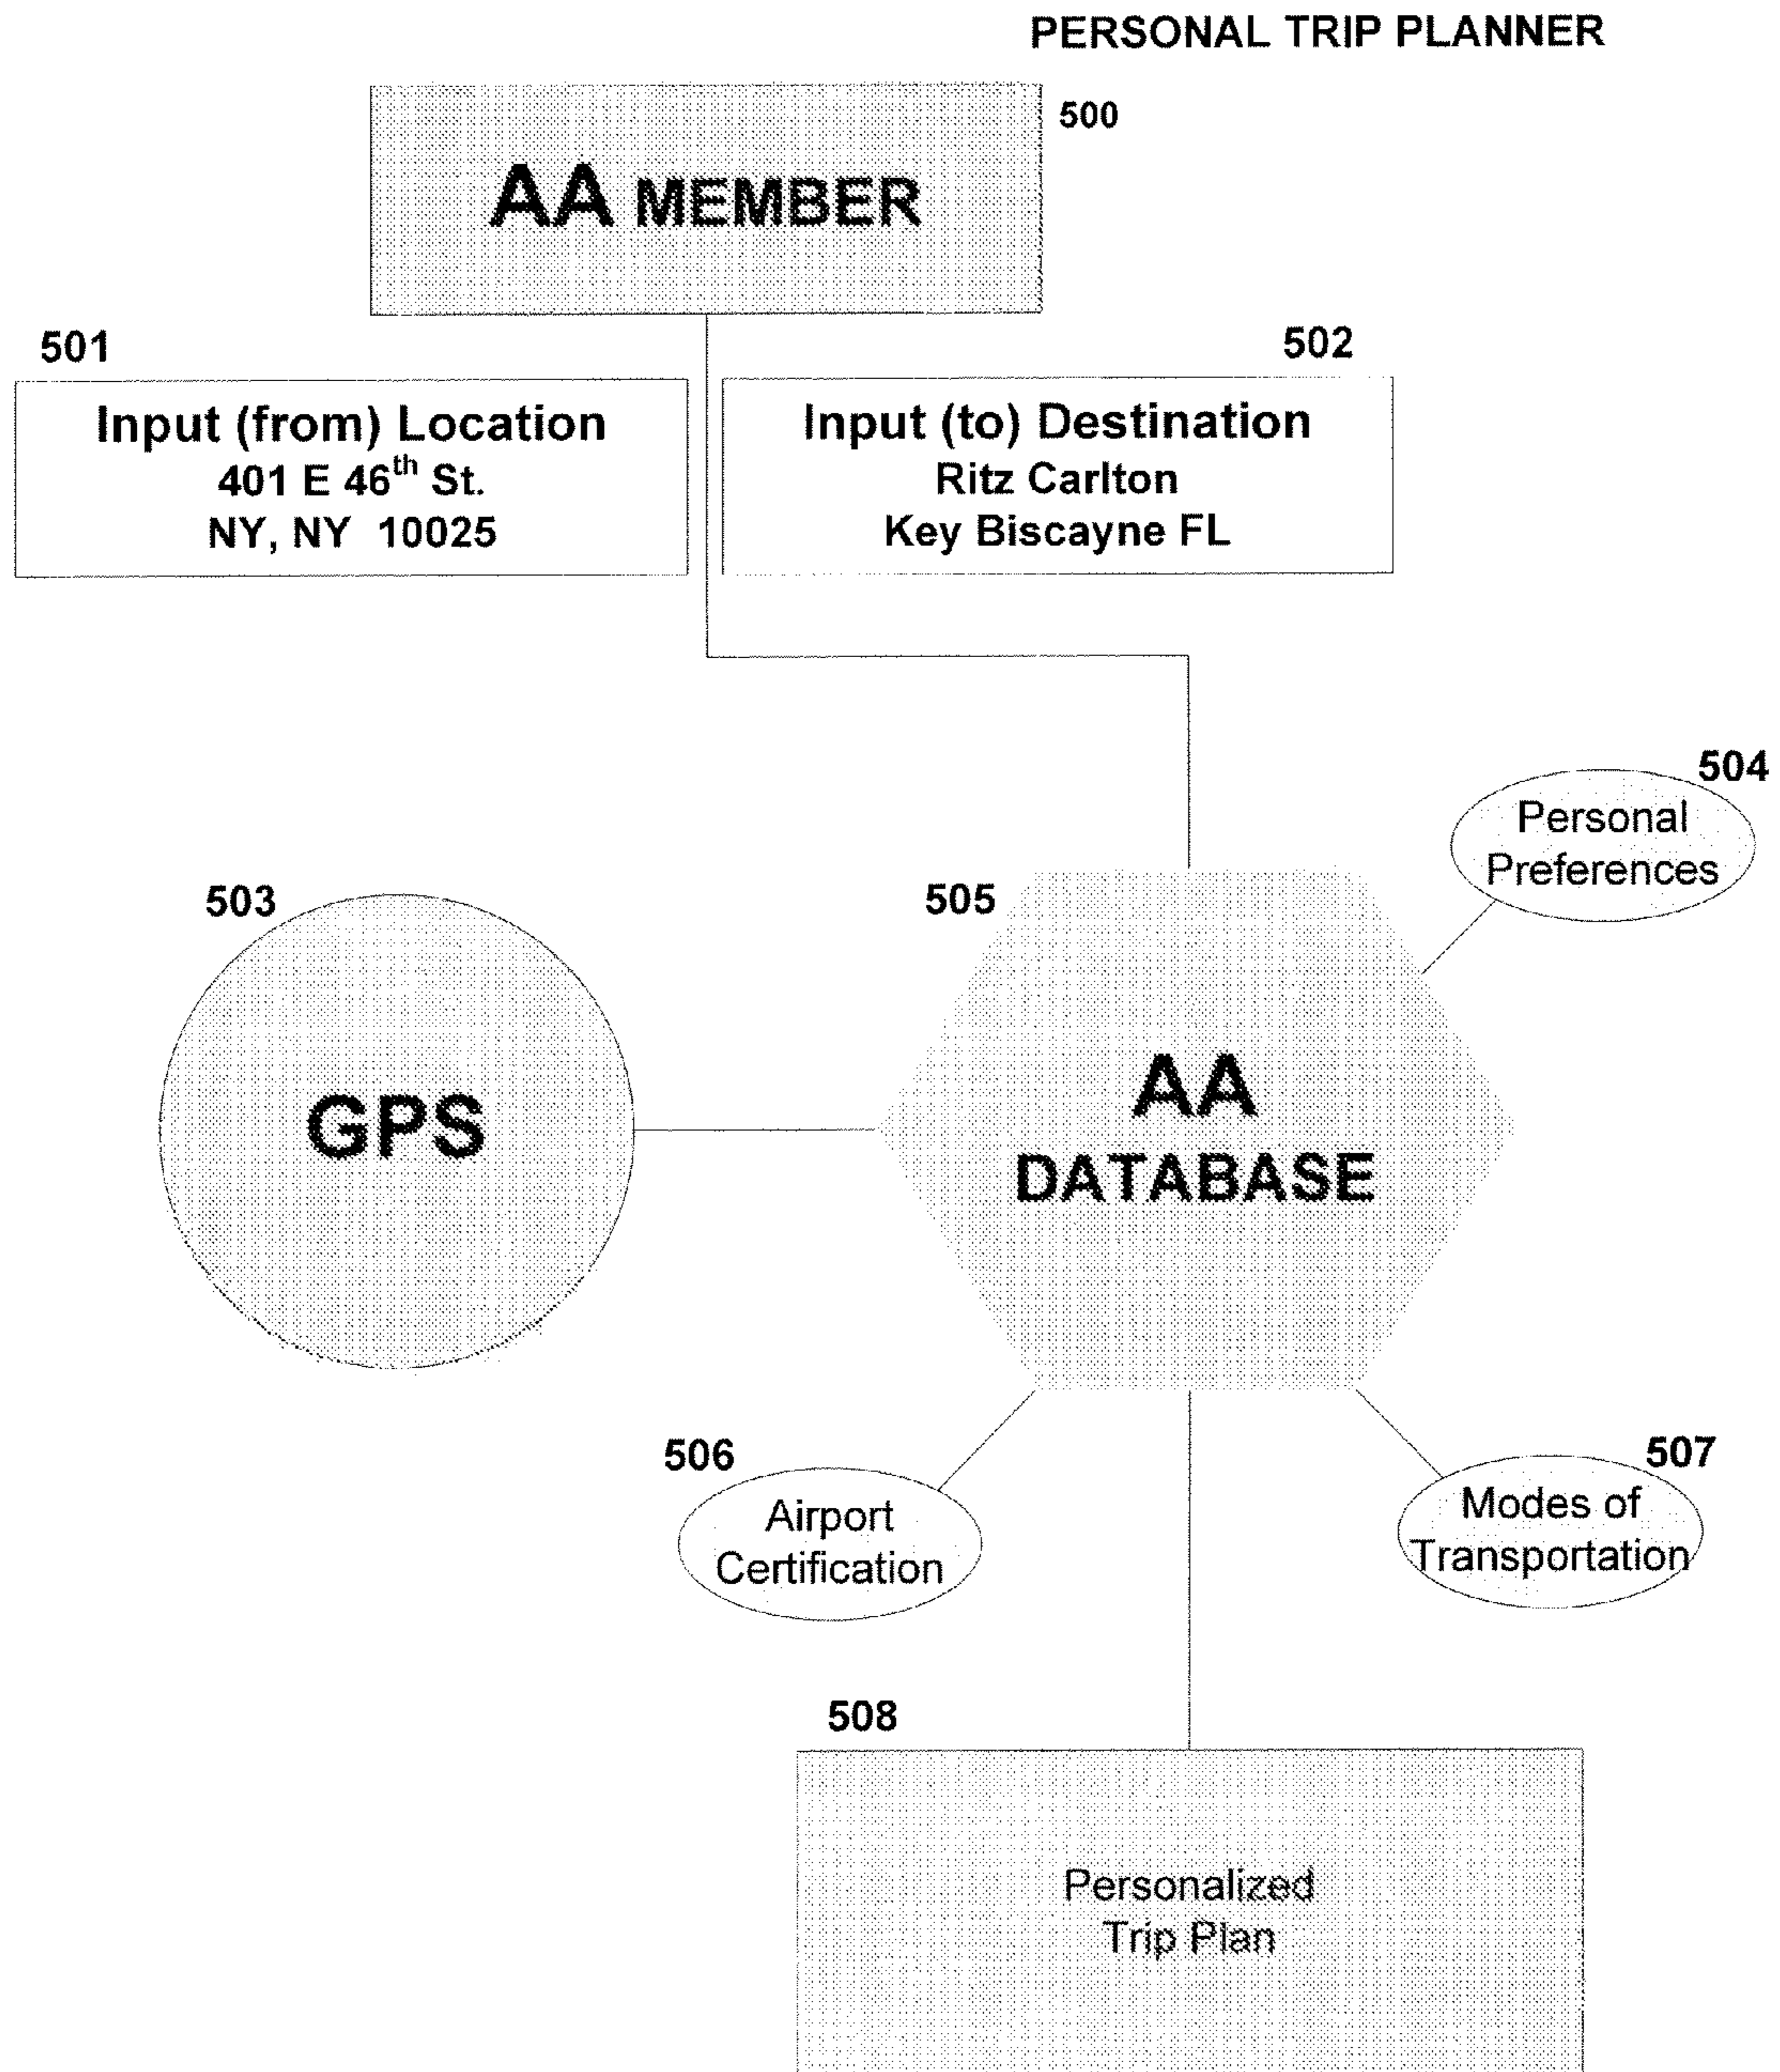 PERSONAL TRIP PLANNER
500
AA MEMBER
501
502
Input (from) Location
401 E 46th St.
NY, NY 10025
Input (to) Destination
Ritz Carlton
Key Biscayne FL
504
Personal
Preferences
503
505
GPS
AA
DATABASE
506
507
Airport
Certification
Modes of
Transportation
508
Personalized
Trip Plan